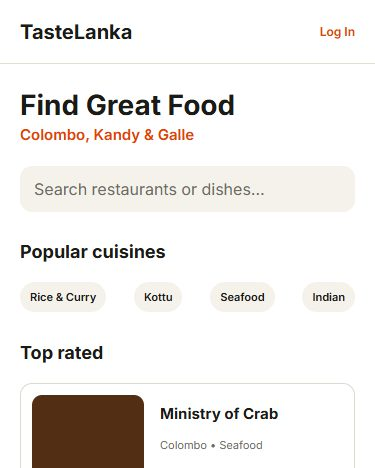 TasteLanka
Log In
Find Great Food
Colombo, Kandy & Galle
Search restaurants or dishes...
Popular cuisines
Rice & Curry
Kottu
Seafood
Indian
Top rated
Ministry of Crab
Colombo • Seafood